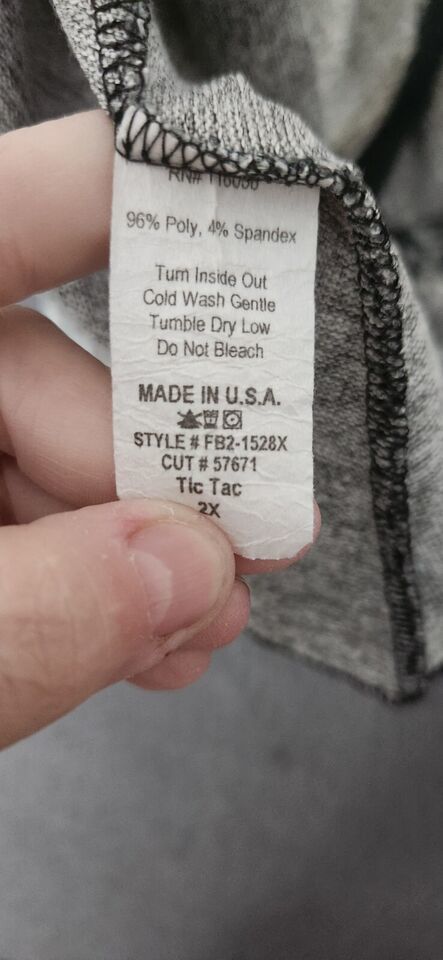 96% Poly, 4% Spandex
Turn Inside Out
Cold Wash Gentle
Tumble Dry Low
Do Not Bleach
MADE IN U.S.A.
STYLE # FB2-1528X
CUT # 57671
Tic Tac
2X